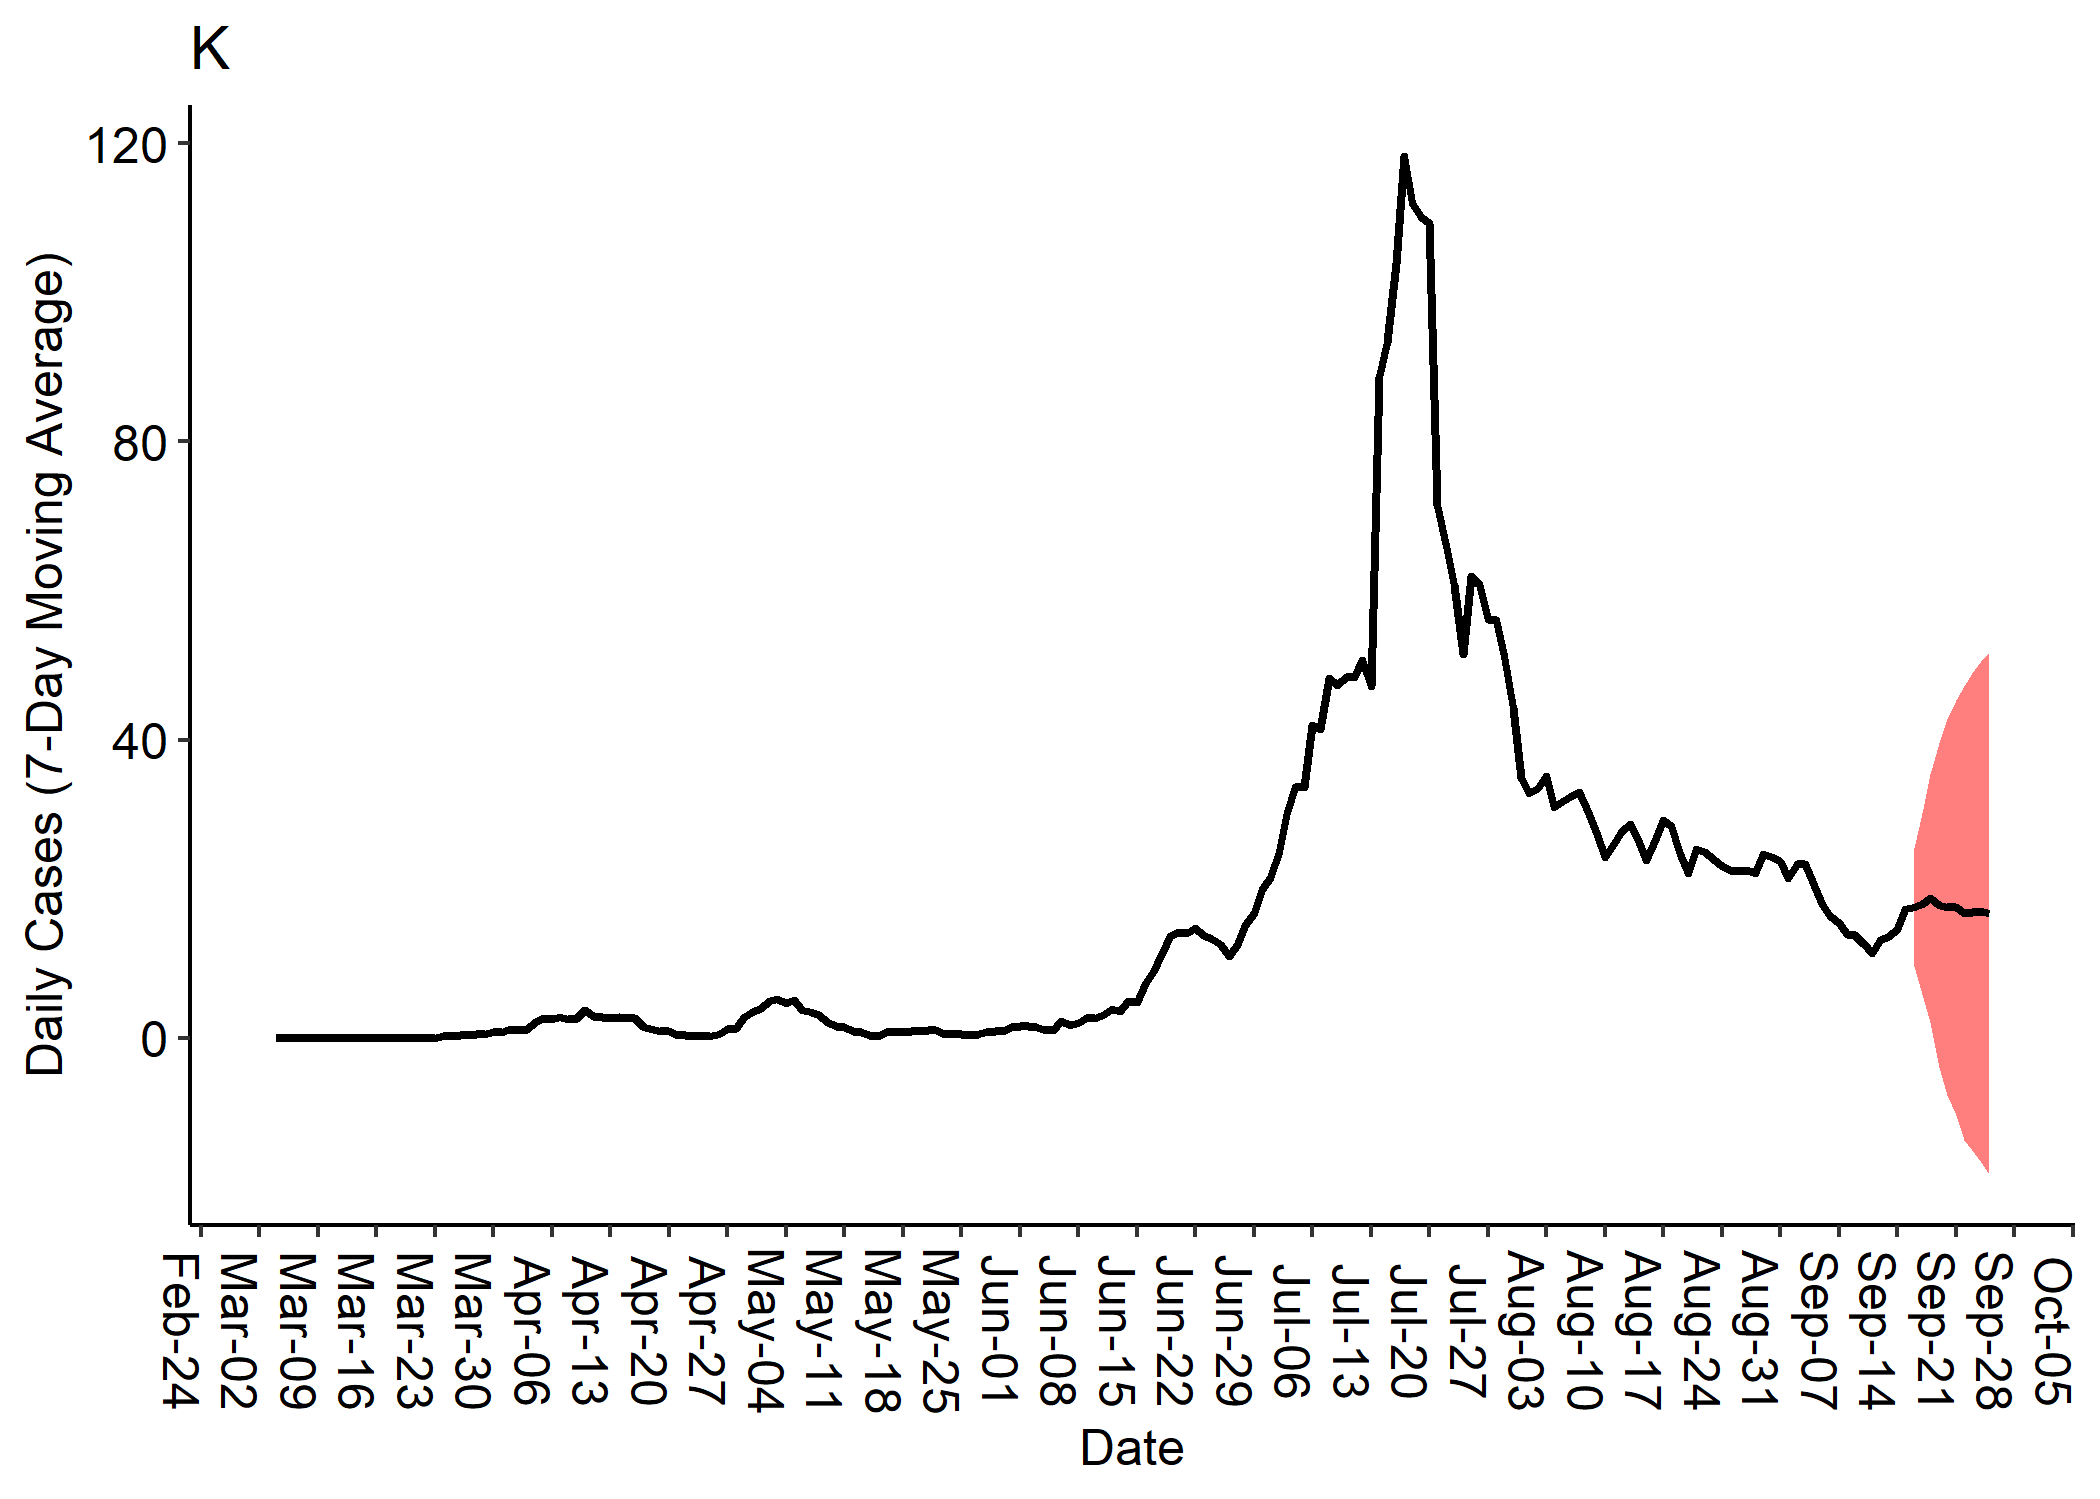 K
Daily Cases (7-Day Moving Average)
120
80
40
0
Feb-24
Mar-02
Mar-09
Mar-16
Mar-23
Mar-30
Apr-06
Apr-13
Apr-20
Apr-27
May-04
May-11
May-18
May-25
Jun-01
Jun-08
Jun-15
Jun-22
Jun-29
Jul-06
Jul-13
Jul-20
Jul-27
Aug-03
Aug-10
Aug-17
Aug-24
Aug-31
Sep-07
Sep-14
Sep-21
Sep-28
Oct-05
Date